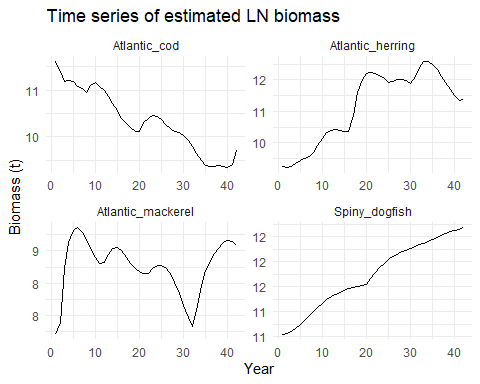 Time series of estimated LN biomass
Atlantic_cod
Atlantic_herring
11
10
0 10 20 30 40
12
11
10
0 10 20 30 40
Biomass (t)
Atlantic_mackerel
Spiny_dogfish
9
8
8
0 10 20 30 40
12
12
12
11
11
0 10 20 30 40
Year